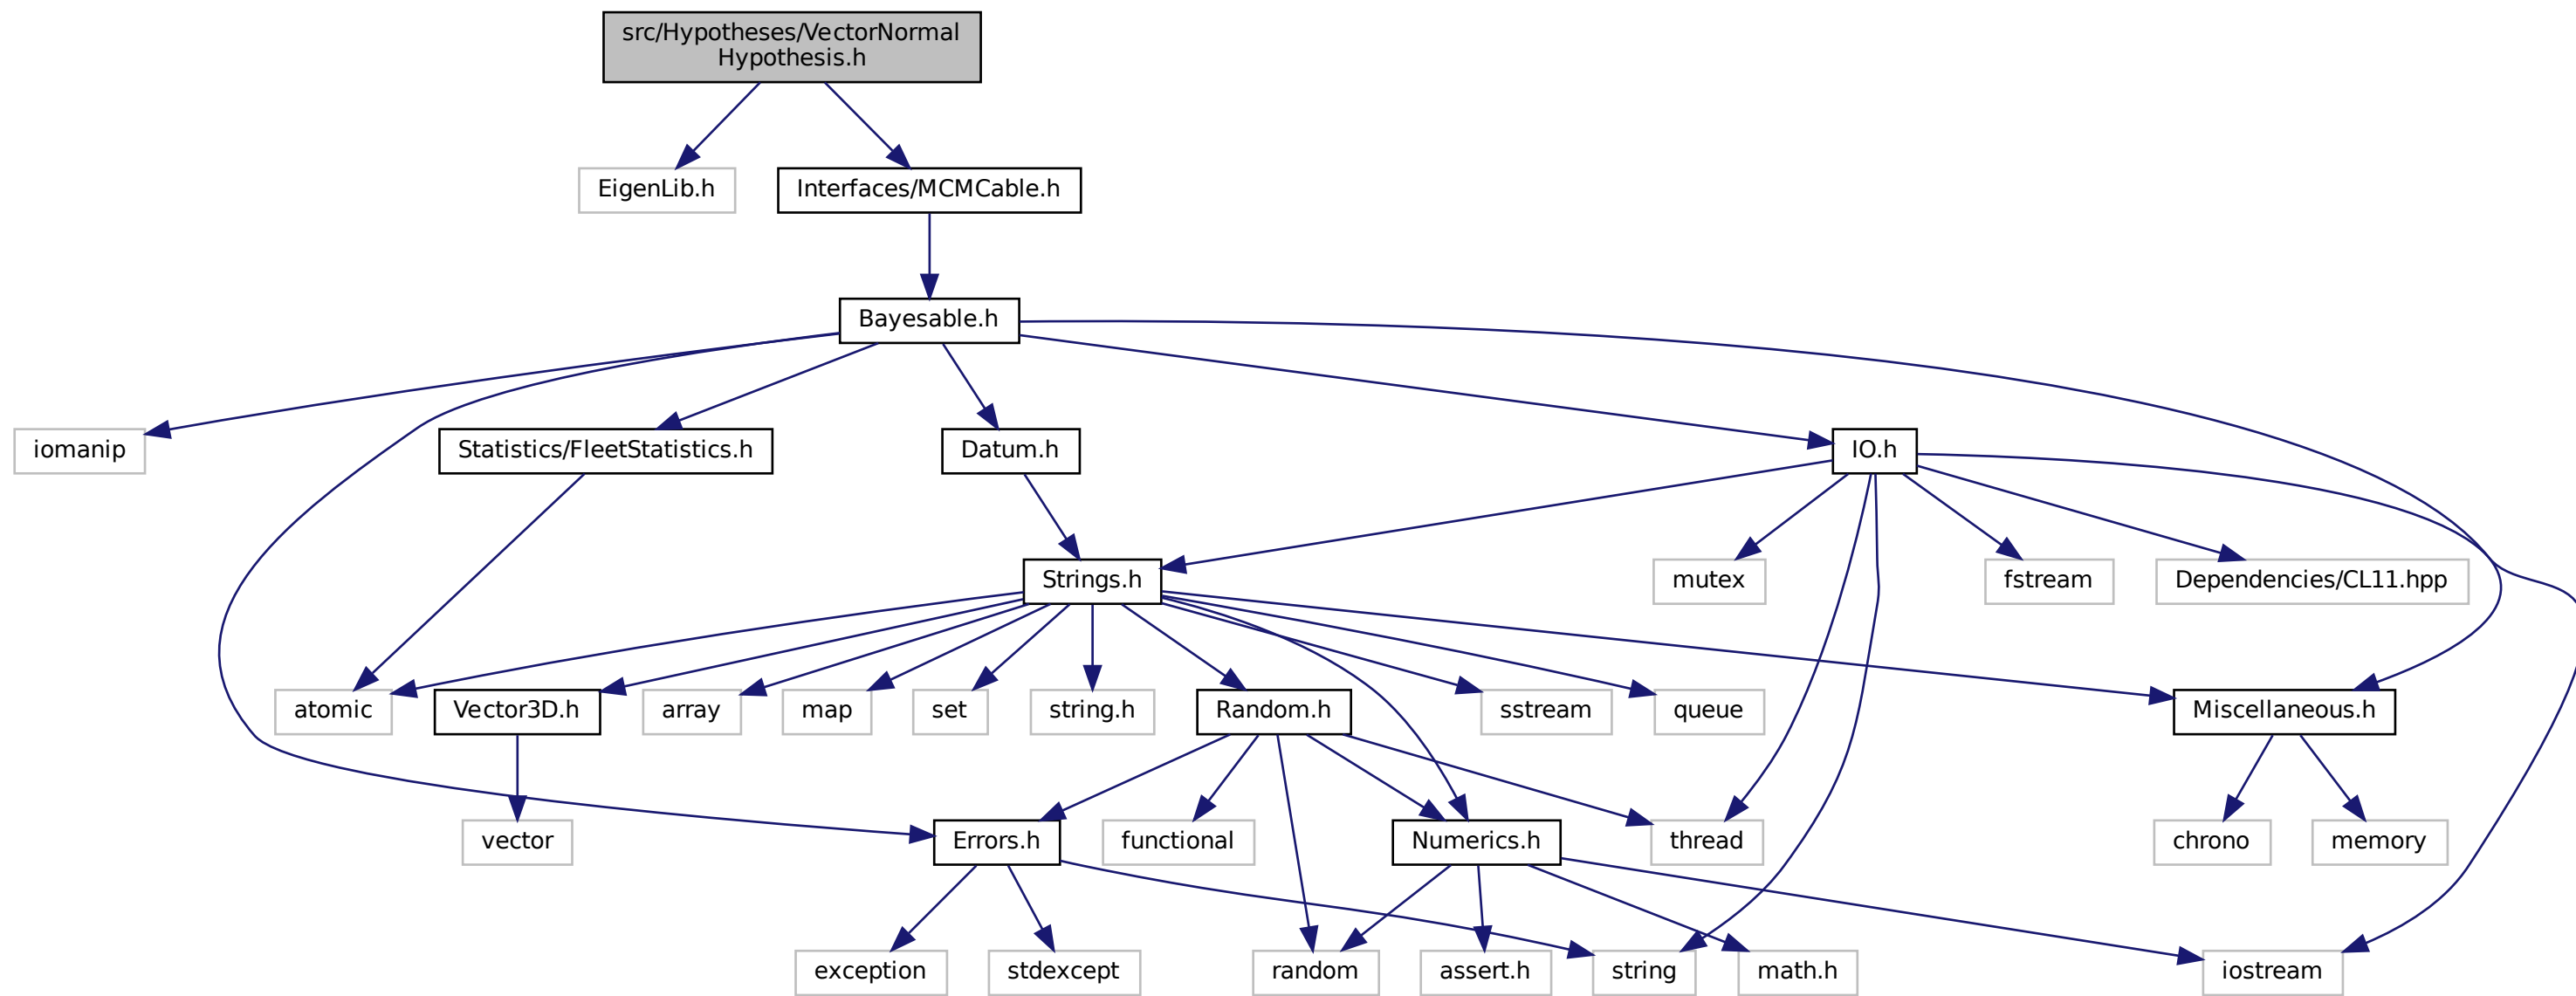 src/Hypotheses/VectorNormal
Hypothesis.h
EigenLib.h
Interfaces/MCMCable.h
Bayesable.h
iomanip
Statistics/FleetStatistics.h
Datum.h
IO.h
Strings.h
mutex
fstream
Dependencies/CL11.hpp
atomic
Vector3D.h
array
map
set
string.h
Random.h
sstream
queue
Miscellaneous.h
vector
Errors.h
functional
Numerics.h
thread
chrono
memory
exception
stdexcept
random
assert.h
string
math.h
iostream